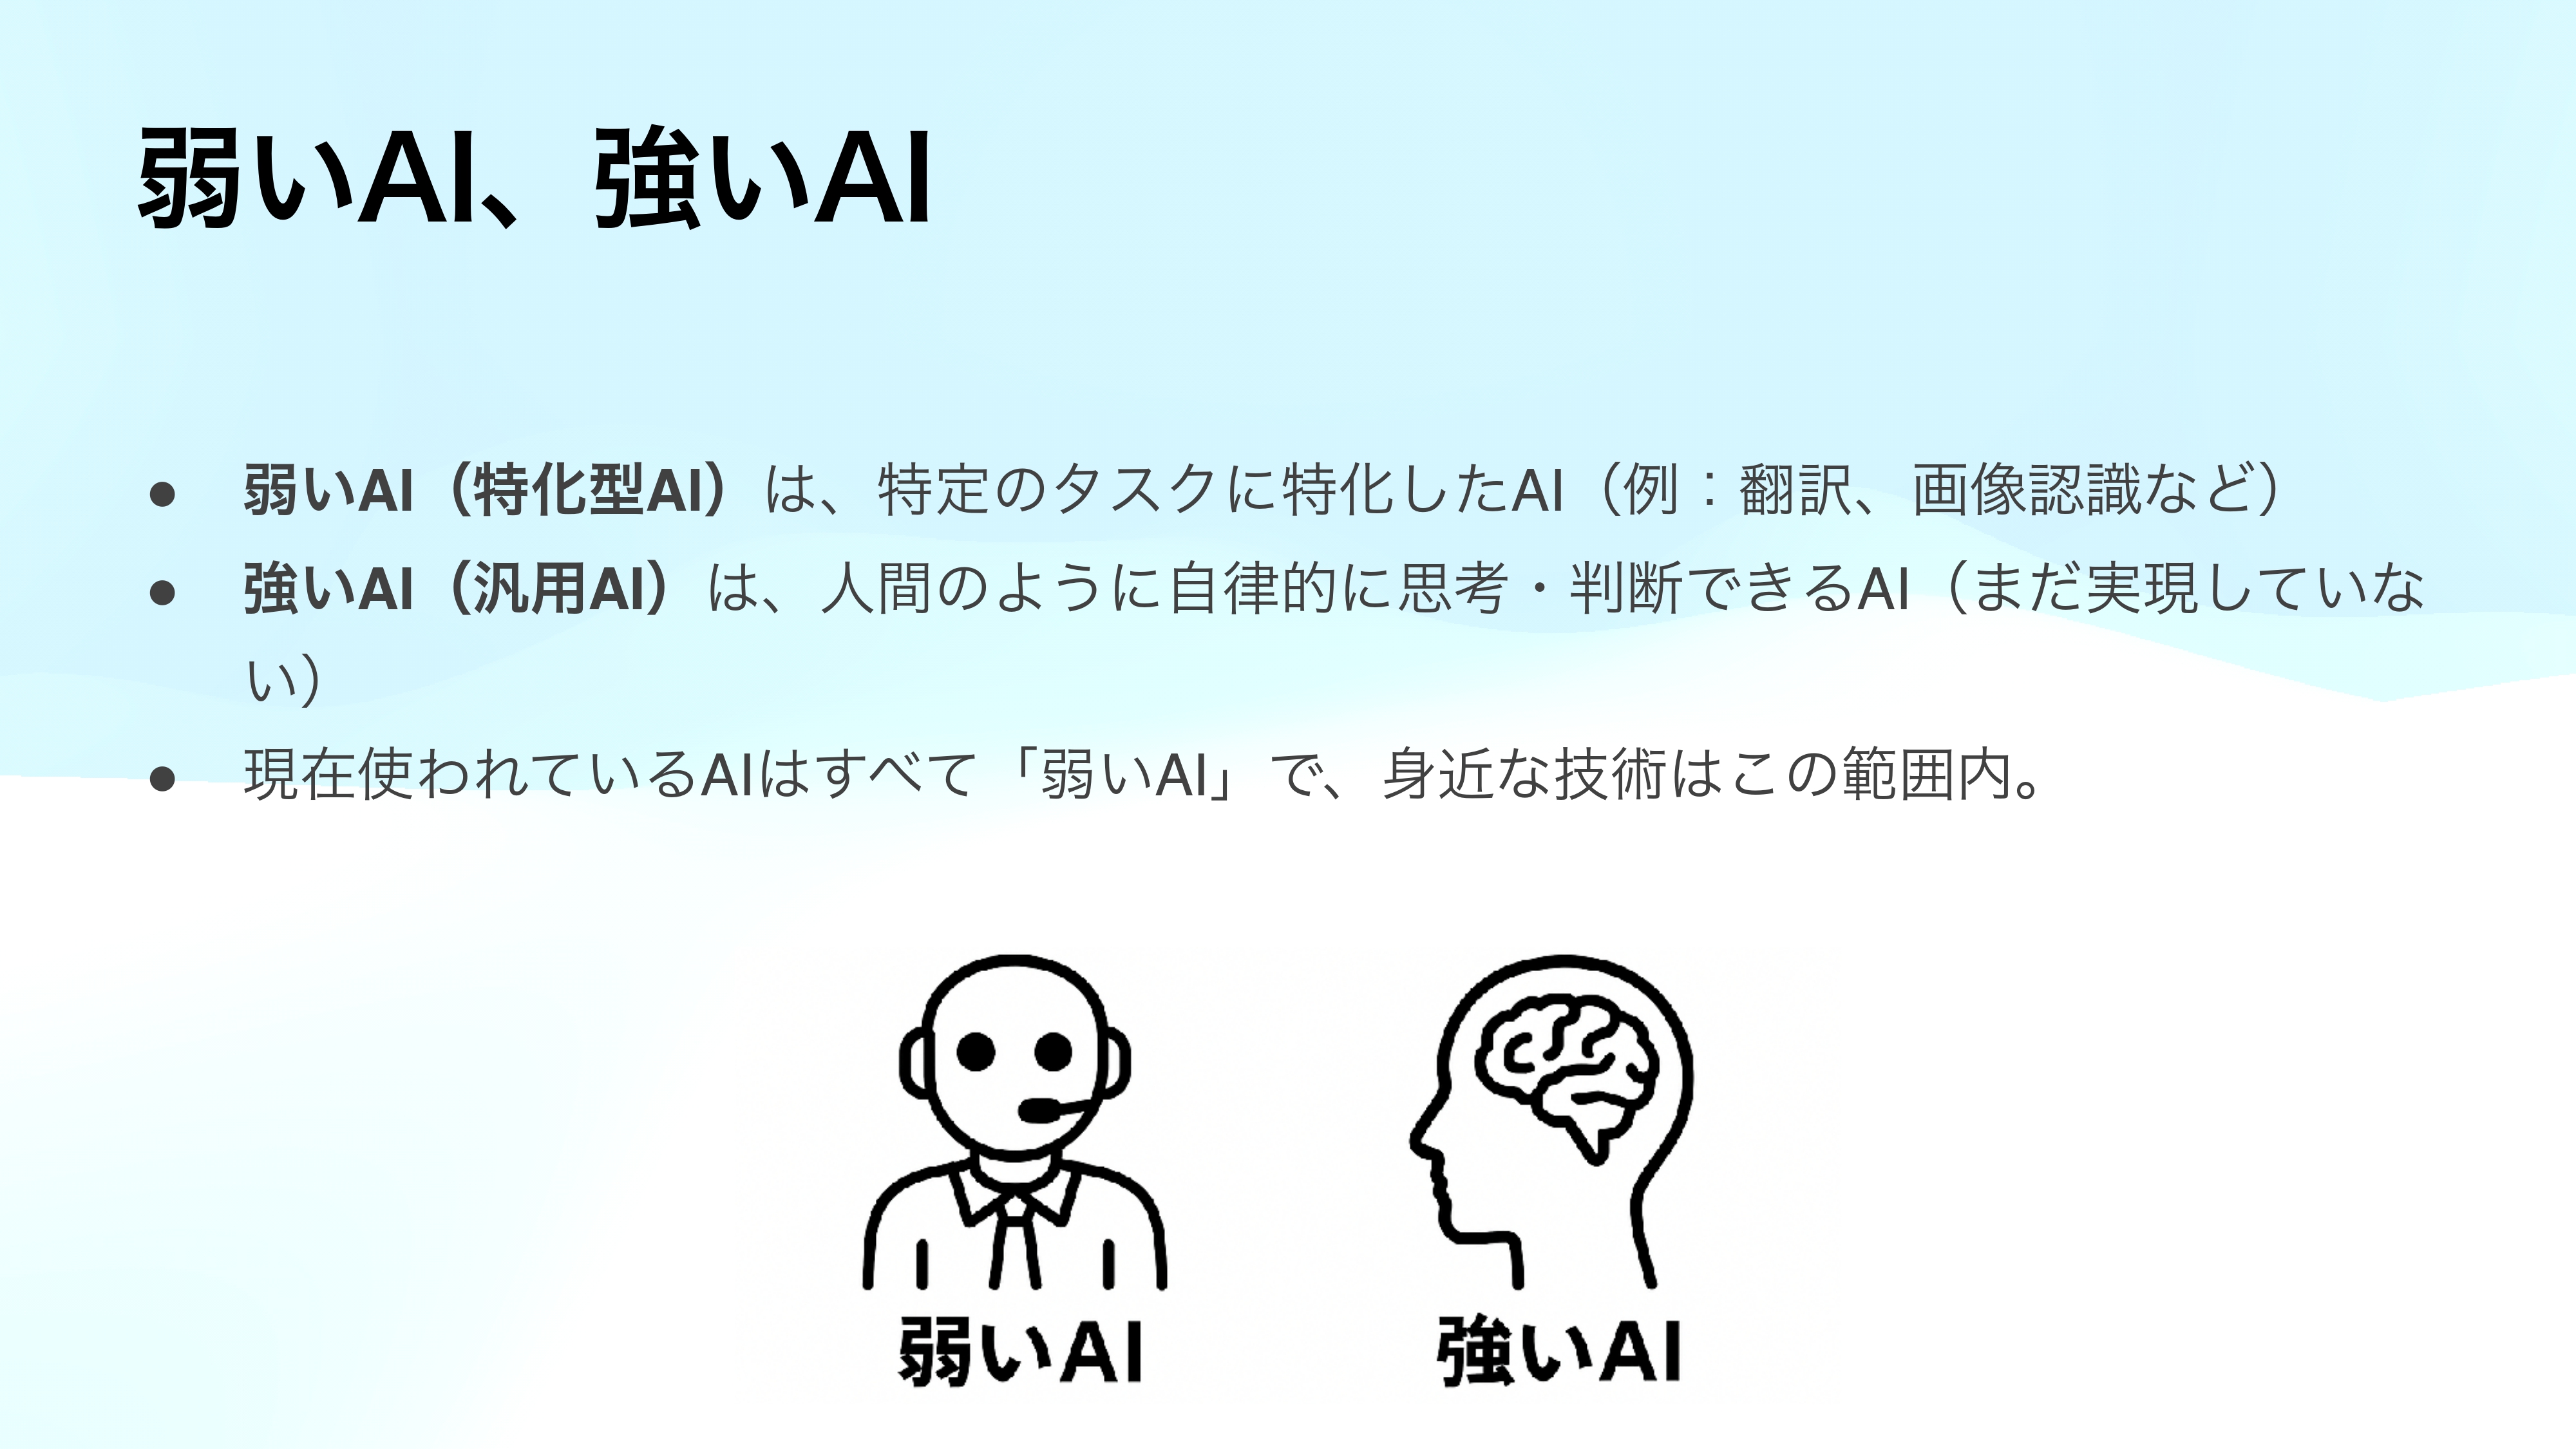 弱いAI、強いAI
● 弱いAI（特化型AI）は、特定のタスクに特化したAI（例：翻訳、画像認識など）
● 強いAI（汎用AI）は、人間のように自律的に思考・判断できるAI（まだ実現していな
い）
● 現在使われているAIはすべて「弱いAI」で、身近な技術はこの範囲内。
弱いAI
強いAI